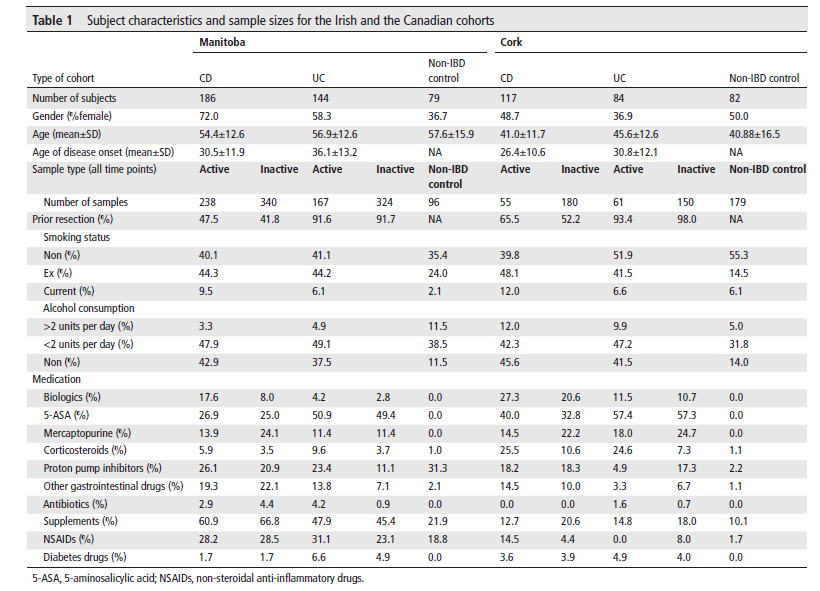 Table 1 Subject characteristics and sample sizes for the Irish and the Canadian cohorts
Manitoba Cork
Non-IBD
Type of cohort CD UC control CD UC Non-IBD control
Number of subjects 186 144 79 117 84 82
Gender (%female) 72.0 58.3 36.7 48.7 36.9 50.0
Age (mean±SD) 54.4±12.6 56.9±12.6 57.6±15.9 41.0±11.7 45.6±12.6 40.88±16.5
Age of disease onset (mean±SD) 30.5±11.9 36.1±13.2 NA 26.4±10.6 30.8±12.1 NA
Sample type (all time points) Active Inactive Active Inactive Non-IBD Active Inactive Active Inactive Non-IBD control
control
Number of samples 238 340 167 324 96 55 180 61 150 179
Prior resection (%) 47.5 41.8 91.6 91.7 NA 65.5 52.2 93.4 98.0 NA
Smoking status
Non (%) 40.1 41.1 35.4 39.8 51.9 55.3
Ex (%) 44.3 44.2 24.0 48.1 41.5 14.5
Current (%) 9.5 6.1 2.1 12.0 6.6 6.1
Alcohol consumption
>2 units per day (%) 3.3 4.9 11.5 12.0 9.9 5.0
<2 units per day (%) 47.9 49.1 38.5 42.3 47.2 31.8
Non (%) 42.9 37.5 11.5 45.6 41.5 14.0
Medication
Biologics (%) 17.6 8.0 4.2 2.8 0.0 27.3 20.6 11.5 10.7 0.0
5-ASA (%) 26.9 25.0 50.9 49.4 0.0 40.0 32.8 57.4 57.3 0.0
Mercaptopurine (%) 13.9 24.1 11.4 11.4 0.0 14.5 22.2 18.0 24.7 0.0
Corticosteroids (%) 5.9 3.5 9.6 3.7 1.0 25.5 10.6 24.6 7.3 1.1
Proton pump inhibitors (%) 26.1 20.9 23.4 11.1 31.3 18.2 18.3 4.9 17.3 2.2
Other gastrointestinal drugs (%) 19.3 22.1 13.8 7.1 2.1 14.5 10.0 3.3 6.7 1.1
Antibiotics (%) 2.9 4.4 4.2 0.9 0.0 0.0 0.0 1.6 0.7 0.0
Supplements (%) 60.9 66.8 47.9 45.4 21.9 12.7 20.6 14.8 18.0 10.1
NSAIDs (%) 28.2 28.5 31.1 23.1 18.8 14.5 4.4 0.0 8.0 1.7
Diabetes drugs (%) 1.7 1.7 6.6 4.9 0.0 3.6 3.9 4.9 4.0 0.0
5-ASA, 5-aminosalicylic acid; NSAIDs, non-steroidal anti-inflammatory drugs.